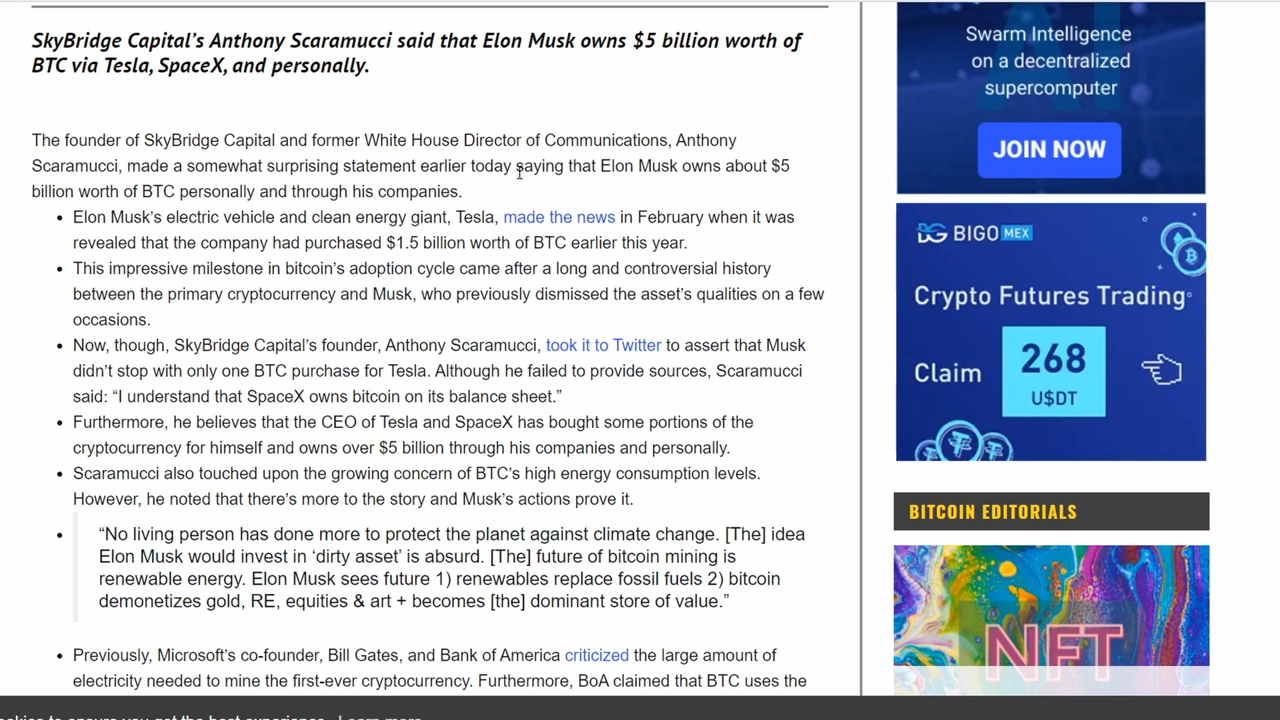 SkyBridge Capital’s Anthony Scaramucci said that Elon Musk owns $5 billion worth of
BTC via Tesla, SpaceX, and personally.
The founder of SkyBridge Capital and former White House Director of Communications, Anthony
Scaramucci, made a somewhat surprising statement earlier today saying that Elon Musk owns about $5
billion worth of BTC personally and through his companies.
• Elon Musk’s electric vehicle and clean energy giant, Tesla, made the news in February when it was
revealed that the company had purchased $1.5 billion worth of BTC earlier this year.
• This impressive milestone in bitcoin’s adoption cycle came after a long and controversial history
between the primary cryptocurrency and Musk, who previously dismissed the asset’s qualities on a few
occasions.
• Now, though, SkyBridge Capital’s founder, Anthony Scaramucci, took it to Twitter to assert that Musk
didn’t stop with only one BTC purchase for Tesla. Although he failed to provide sources, Scaramucci
said: “I understand that SpaceX owns bitcoin on its balance sheet.”
• Furthermore, he believes that the CEO of Tesla and SpaceX has bought some portions of the
cryptocurrency for himself and owns over $5 billion through his companies and personally.
• Scaramucci also touched upon the growing concern of BTC’s high energy consumption levels.
However, he noted that there’s more to the story and Musk’s actions prove it.
• “No living person has done more to protect the planet against climate change. [The] idea
Elon Musk would invest in ‘dirty asset’ is absurd. [The] future of bitcoin mining is
renewable energy. Elon Musk sees future 1) renewables replace fossil fuels 2) bitcoin
demonetizes gold, RE, equities & art + becomes [the] dominant store of value.”
• Previously, Microsoft’s co-founder, Bill Gates, and Bank of America criticized the large amount of
electricity needed to mine the first-ever cryptocurrency. Furthermore, BoA claimed that BTC uses the
Swarm Intelligence
on a decentralized
supercomputer
JOIN NOW
BIGO MEX
Crypto Futures Trading
Claim
268
U$DT
BITCOIN EDITORIALS
NFT